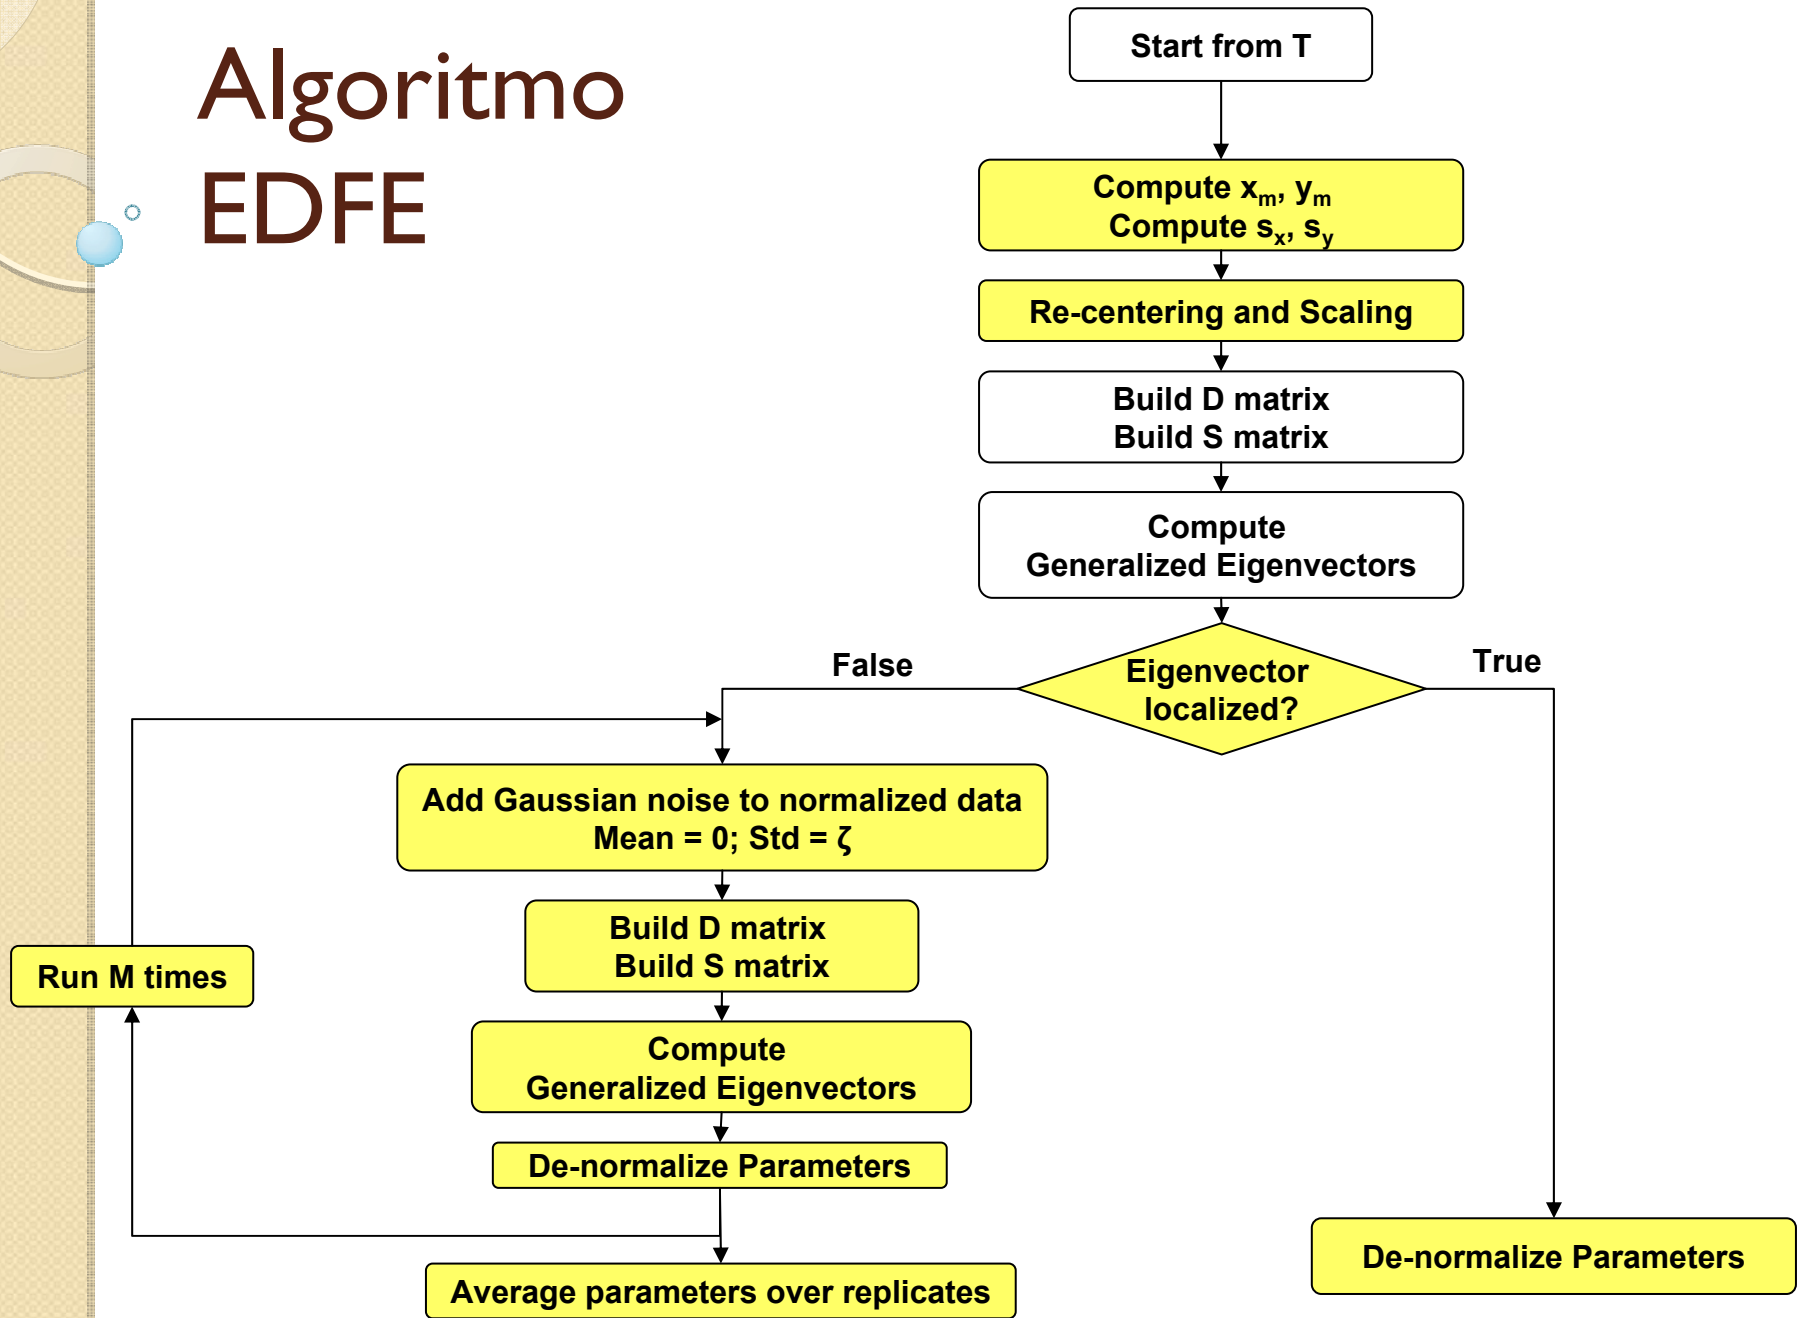 Algoritmo
EDFE
Start from T
Compute xₘ, yₘ
Compute sₓ, s_y
Re-centering and Scaling
Build D matrix
Build S matrix
Compute
Generalized Eigenvectors
False
Eigenvector
localized?
True
Add Gaussian noise to normalized data
Mean = 0; Std = ζ
Build D matrix
Build S matrix
Run M times
Compute
Generalized Eigenvectors
De-normalize Parameters
De-normalize Parameters
Average parameters over replicates